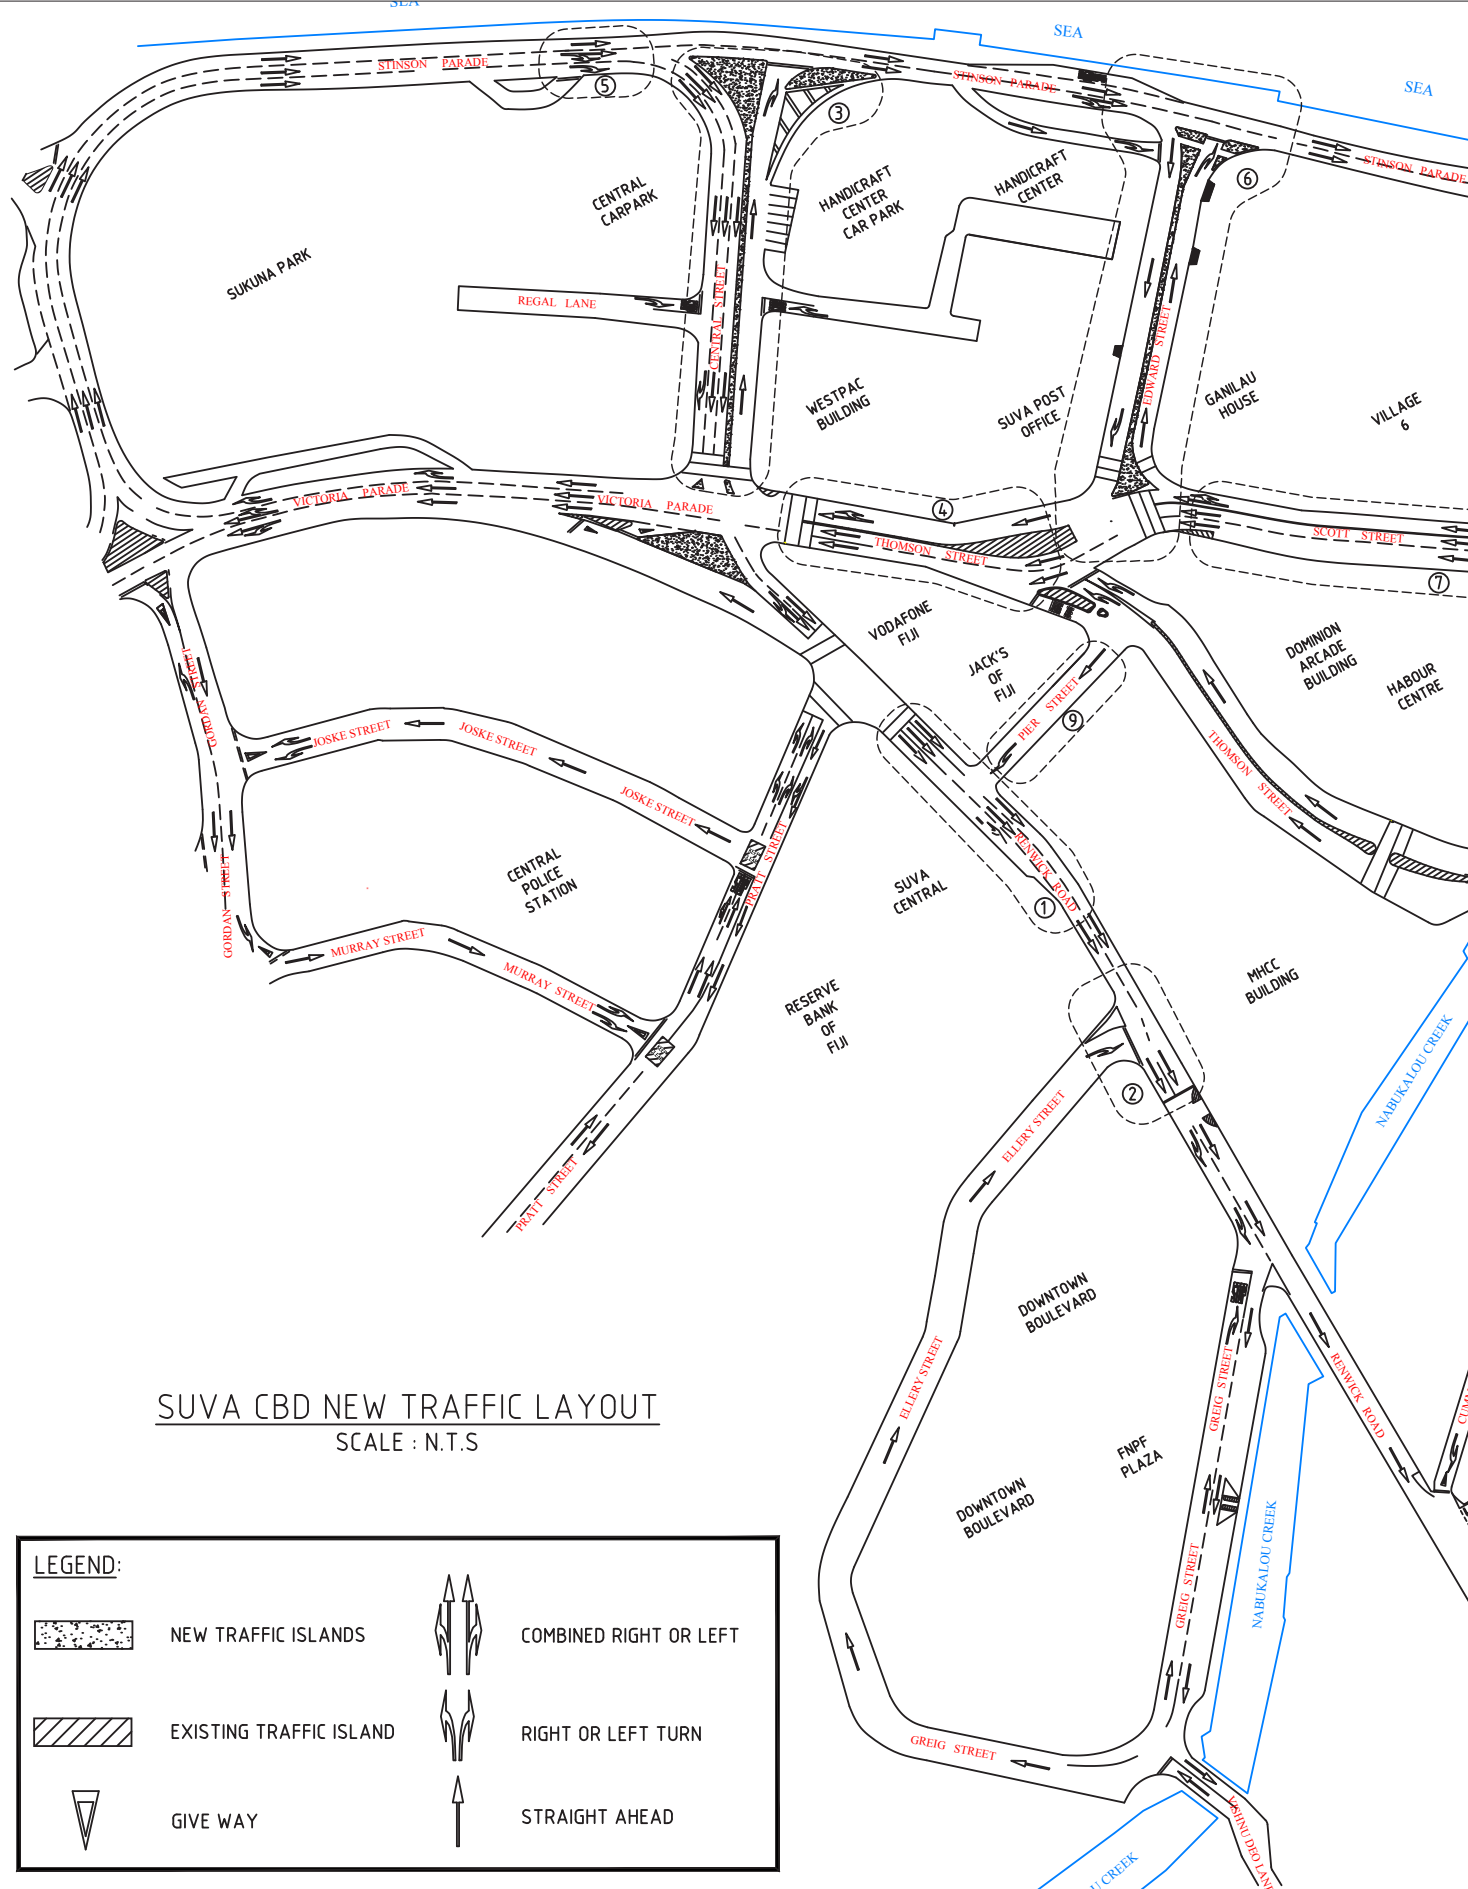 SEA
SEA
SEA
STINSON PARADE
STINSON PARADE
STINSON PARADE
5
3
6
CENTRAL
CARPARK
HANDICRAFT
CENTER
CAR PARK
HANDICRAFT
CENTER
SUKUNA PARK
REGAL LANE
CENTRAL STREET
EDWARD STREET
WESTPAC
BUILDING
SUVA POST
OFFICE
GANILAU
HOUSE
VILLAGE
6
VICTORIA PARADE
VICTORIA PARADE
4
THOMSON STREET
SCOTT STREET
7
VODAFONE
FIJI
JACK'S
OF
FIJI
DOMINION
ARCADE
BUILDING
HABOUR
CENTRE
PIER STREET
9
THOMSON STREET
GORDAN STREET
JOSKE STREET
JOSKE STREET
JOSKE STREET
PRATT STREET
CENTRAL
POLICE
STATION
SUVA
CENTRAL
RENWICK ROAD
1
GORDAN STREET
MURRAY STREET
MURRAY STREET
RESERVE
BANK
OF
FIJI
MHCC
BUILDING
NABUKALOU CREEK
2
ELLERY STREET
PRATT STREET
DOWNTOWN
BOULEVARD
ELLERY STREET
GREIG STREET
RENWICK ROAD
FNPF
PLAZA
DOWNTOWN
BOULEVARD
NABUKALOU CREEK
GREIG STREET
GREIG STREET
VISHNU DEO LANE
SUVA CBD NEW TRAFFIC LAYOUT
SCALE : N.T.S
LEGEND:
NEW TRAFFIC ISLANDS
COMBINED RIGHT OR LEFT
EXISTING TRAFFIC ISLAND
RIGHT OR LEFT TURN
GIVE WAY
STRAIGHT AHEAD
CREEK